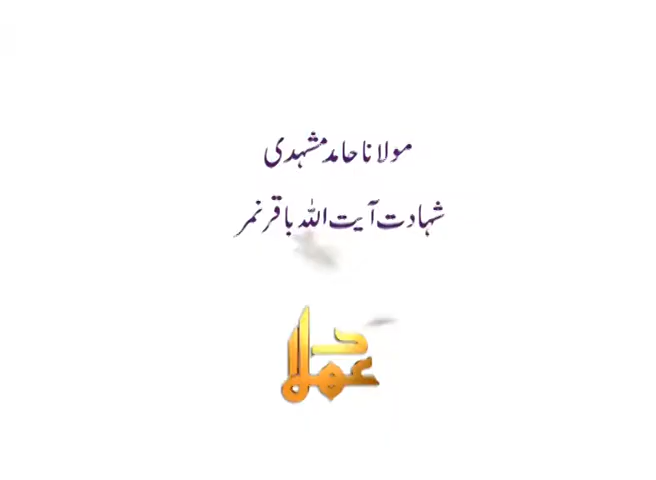 مولانا حامد مشہدی
شہادت آیت اللہ باقر نمر